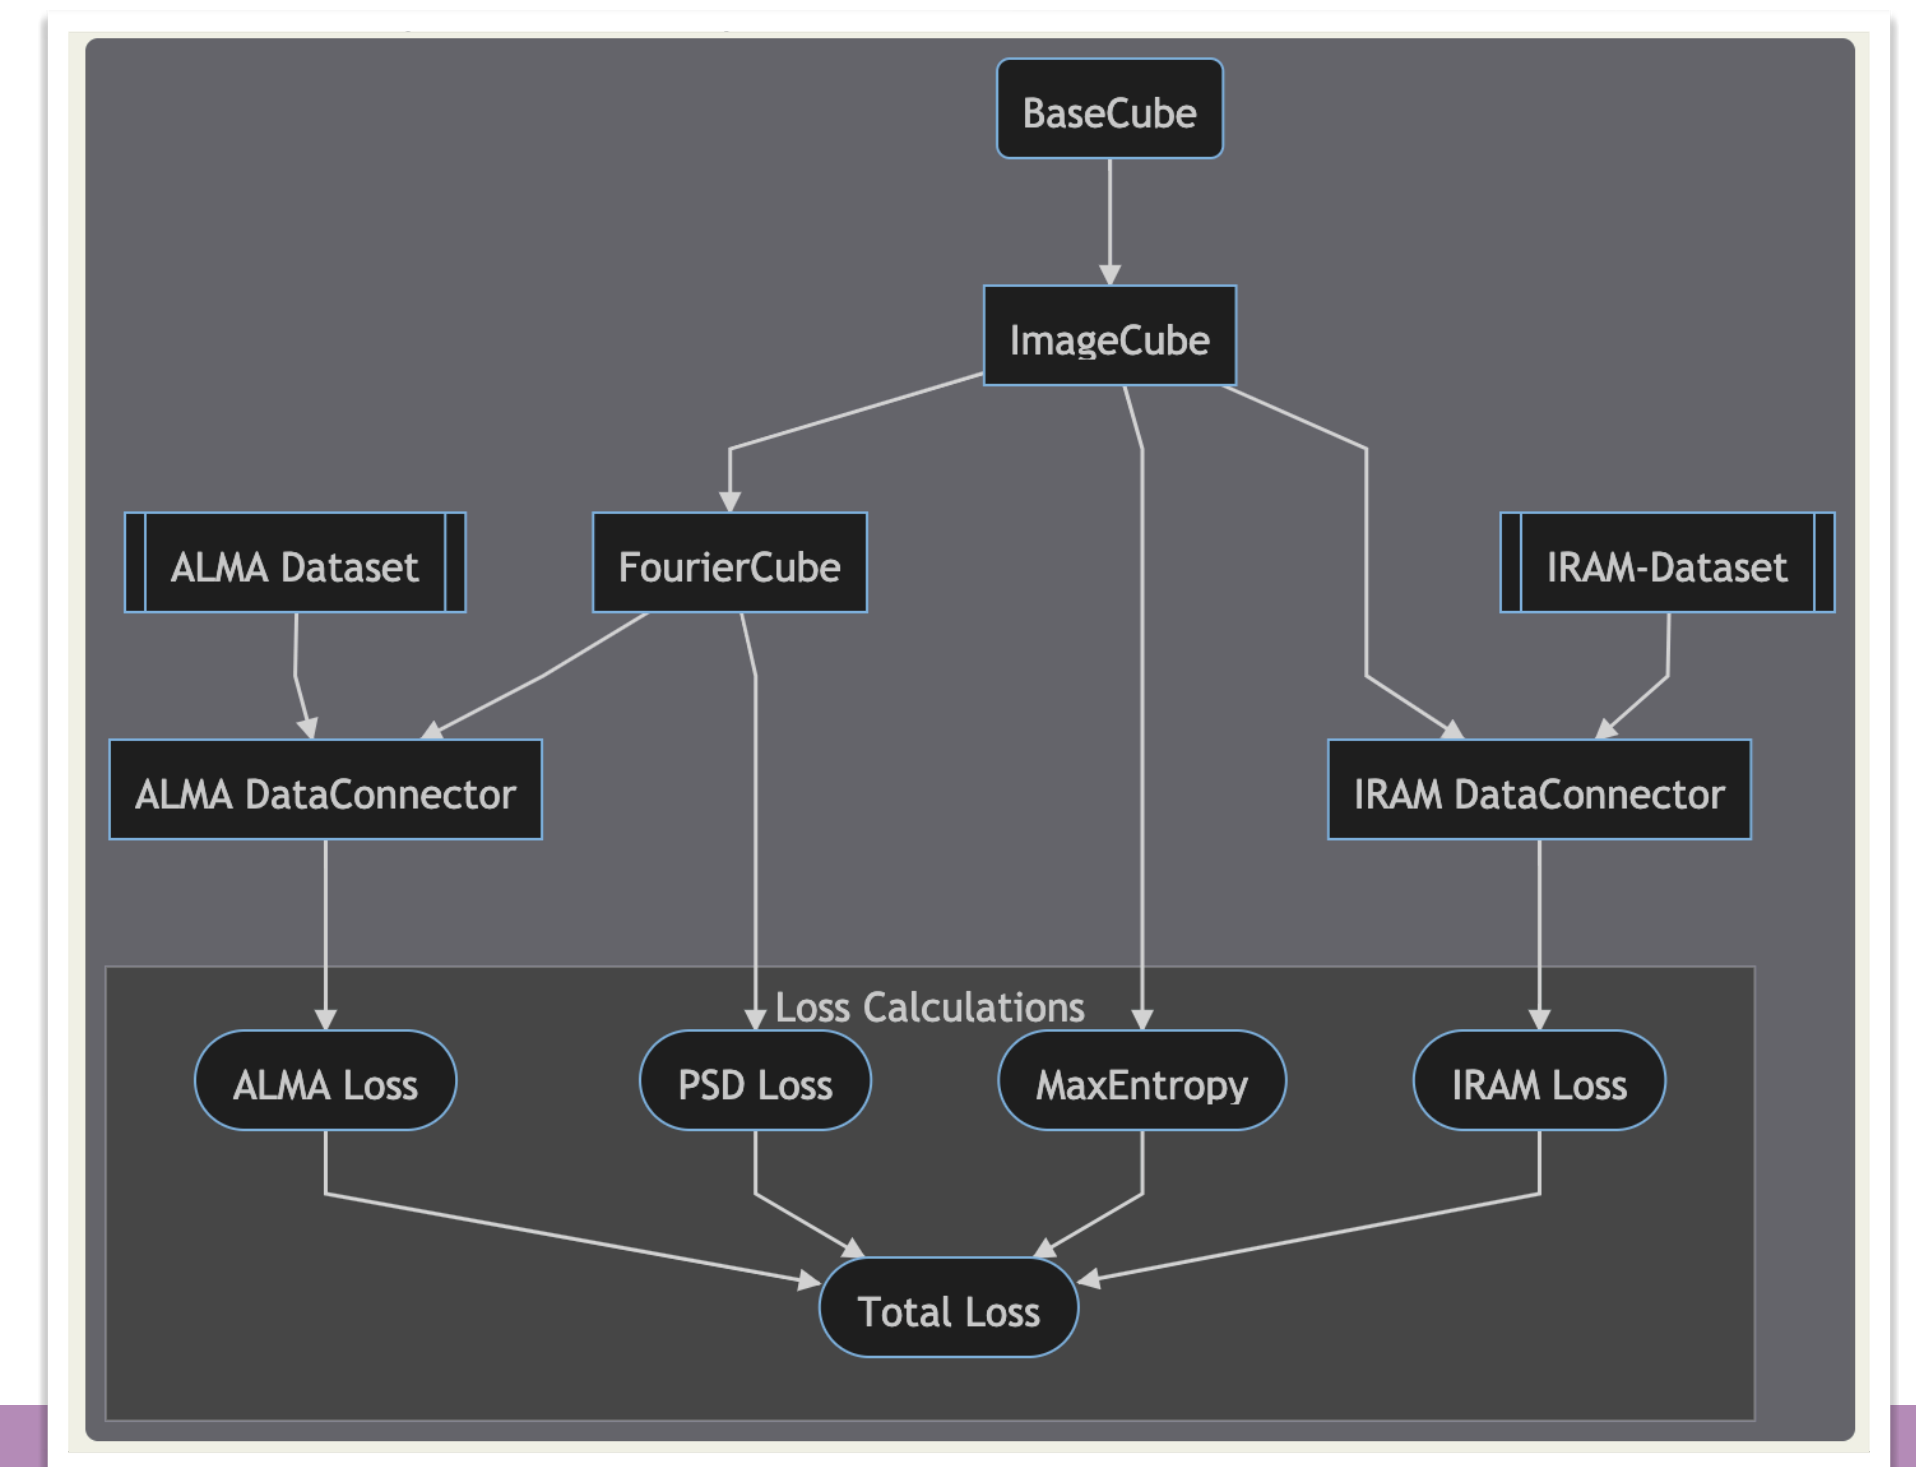 BaseCube
ImageCube
ALMA Dataset
FourierCube
IRAM-Dataset
ALMA DataConnector
IRAM DataConnector
Loss Calculations
ALMA Loss
PSD Loss
MaxEntropy
IRAM Loss
Total Loss